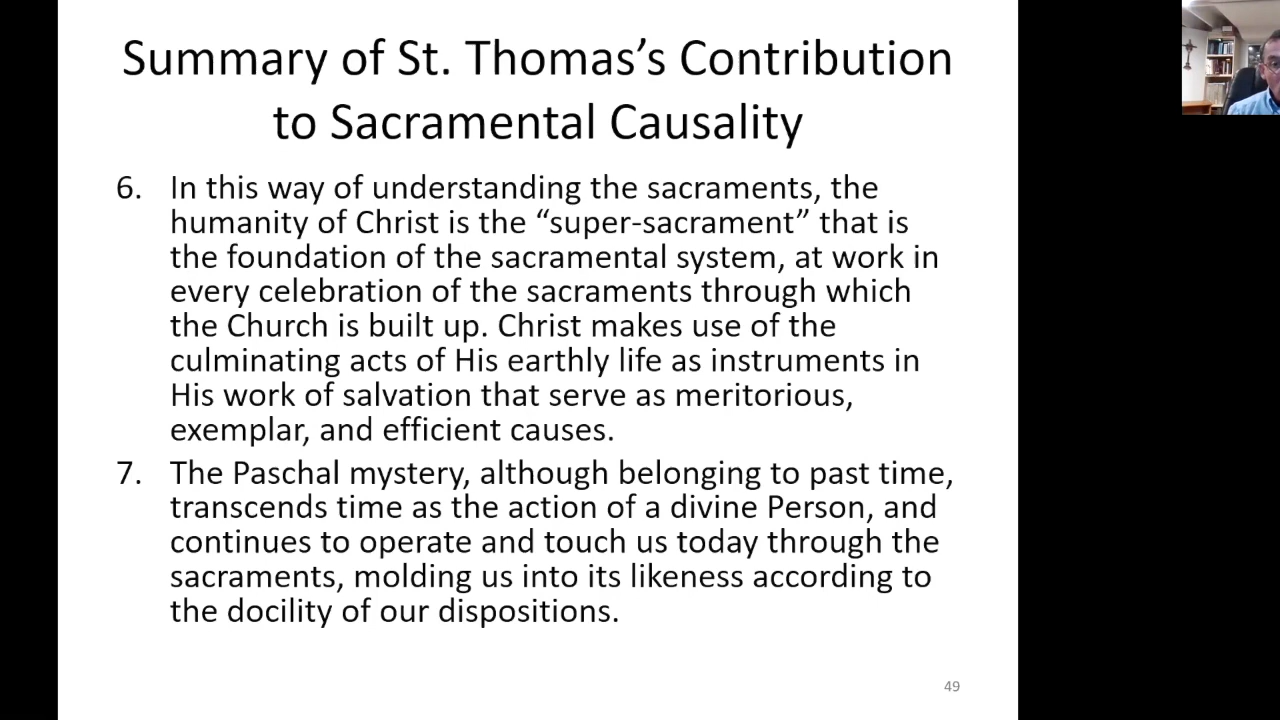 Summary of St. Thomas’s Contribution
to Sacramental Causality
6. In this way of understanding the sacraments, the
humanity of Christ is the “super-sacrament” that is
the foundation of the sacramental system, at work in
every celebration of the sacraments through which
the Church is built up. Christ makes use of the
culminating acts of His earthly life as instruments in
His work of salvation that serve as meritorious,
exemplar, and efficient causes.
7. The Paschal mystery, although belonging to past time,
transcends time as the action of a divine Person, and
continues to operate and touch us today through the
sacraments, molding us into its likeness according to
the docility of our dispositions.
49